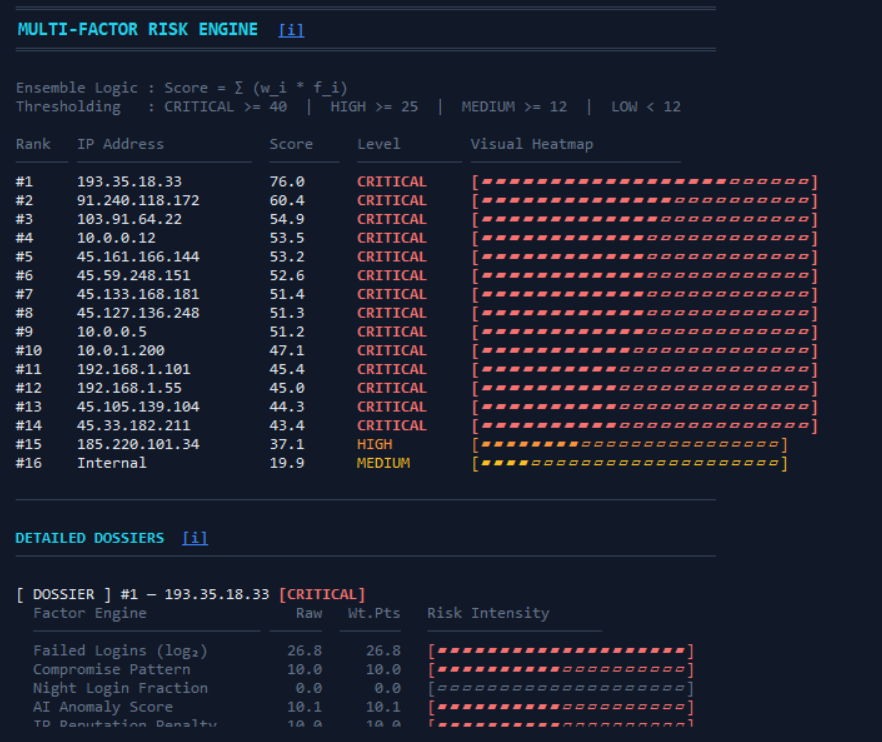 MULTI-FACTOR RISK ENGINE [i]
Ensemble Logic : Score = ∑ (w_i * f_i)
Thresholding : CRITICAL >= 40 | HIGH >= 25 | MEDIUM >= 12 | LOW < 12
Rank IP Address Score Level Visual Heatmap
#1 193.35.18.33 76.0 CRITICAL
#2 91.240.118.172 60.4 CRITICAL
#3 103.91.64.22 54.9 CRITICAL
#4 10.0.0.12 53.5 CRITICAL
#5 45.161.166.144 53.2 CRITICAL
#6 45.59.248.151 52.6 CRITICAL
#7 45.133.168.181 51.4 CRITICAL
#8 45.127.136.248 51.3 CRITICAL
#9 10.0.0.5 51.2 CRITICAL
#10 10.0.1.200 47.1 CRITICAL
#11 192.168.1.101 45.4 CRITICAL
#12 192.168.1.55 45.0 CRITICAL
#13 45.105.139.104 44.3 CRITICAL
#14 45.33.182.211 43.4 CRITICAL
#15 185.220.101.34 37.1 HIGH
#16 Internal 19.9 MEDIUM
DETAILED DOSSIERS [i]
[ DOSSIER ] #1 — 193.35.18.33 [CRITICAL]
Factor Engine Raw Wt.Pts Risk Intensity
Failed Logins (log₂) 26.8 26.8
Compromise Pattern 10.0 10.0
Night Login Fraction 0.0 0.0
AI Anomaly Score 10.1 10.1
IP Reputation Penalty 10.0 10.0